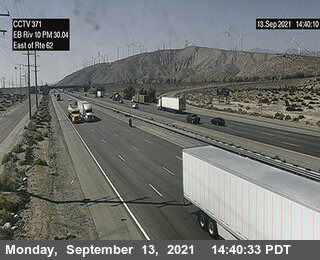 CCTV 371
EB Riv 10 PM 30.04
East of Rte 62
13.Sep 2021 14:40:10
Monday, September 13, 2021 14:40:33 PDT